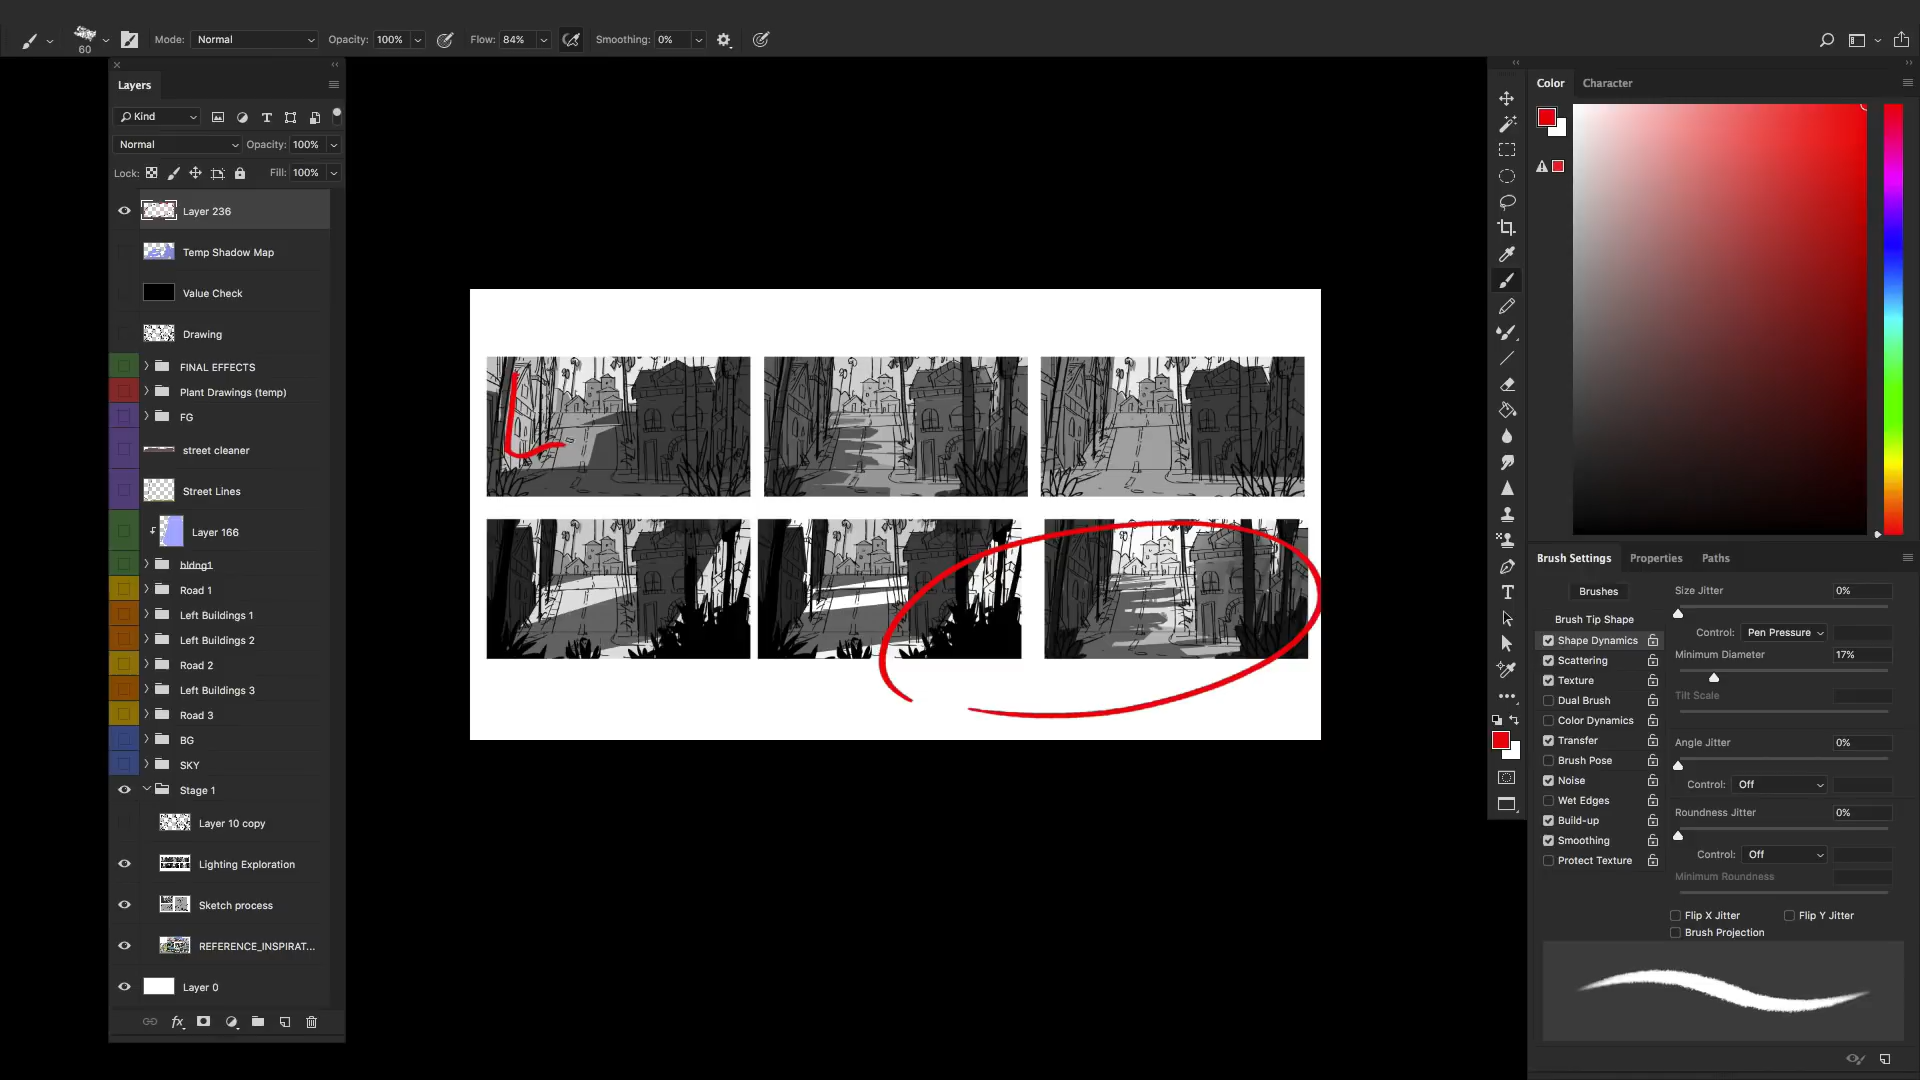 60
Mode: Normal
Opacity: 100%
Flow: 84%
Smoothing: 0%
Layers
Kind
Normal
Opacity: 100%
Lock:
Fill: 100%
Layer 236
Temp Shadow Map
Value Check
Drawing
FINAL EFFECTS
Plant Drawings (temp)
FG
street cleaner
Street Lines
Layer 166
bldng1
Road 1
Left Buildings 1
Left Buildings 2
Road 2
Left Buildings 3
Road 3
BG
SKY
Stage 1
Layer 10 copy
Lighting Exploration
Sketch process
REFERENCE_INSPIRAT...
Layer 0
fx
Color Character
Brush Settings Properties Paths
Brushes
Brush Tip Shape
Shape Dynamics
Scattering
Texture
Dual Brush
Color Dynamics
Transfer
Brush Pose
Noise
Wet Edges
Build-up
Smoothing
Protect Texture
Size Jitter 0%
Control: Pen Pressure
Minimum Diameter 17%
Tilt Scale
Angle Jitter 0%
Control: Off
Roundness Jitter 0%
Control: Off
Minimum Roundness
Flip X Jitter Flip Y Jitter
Brush Projection